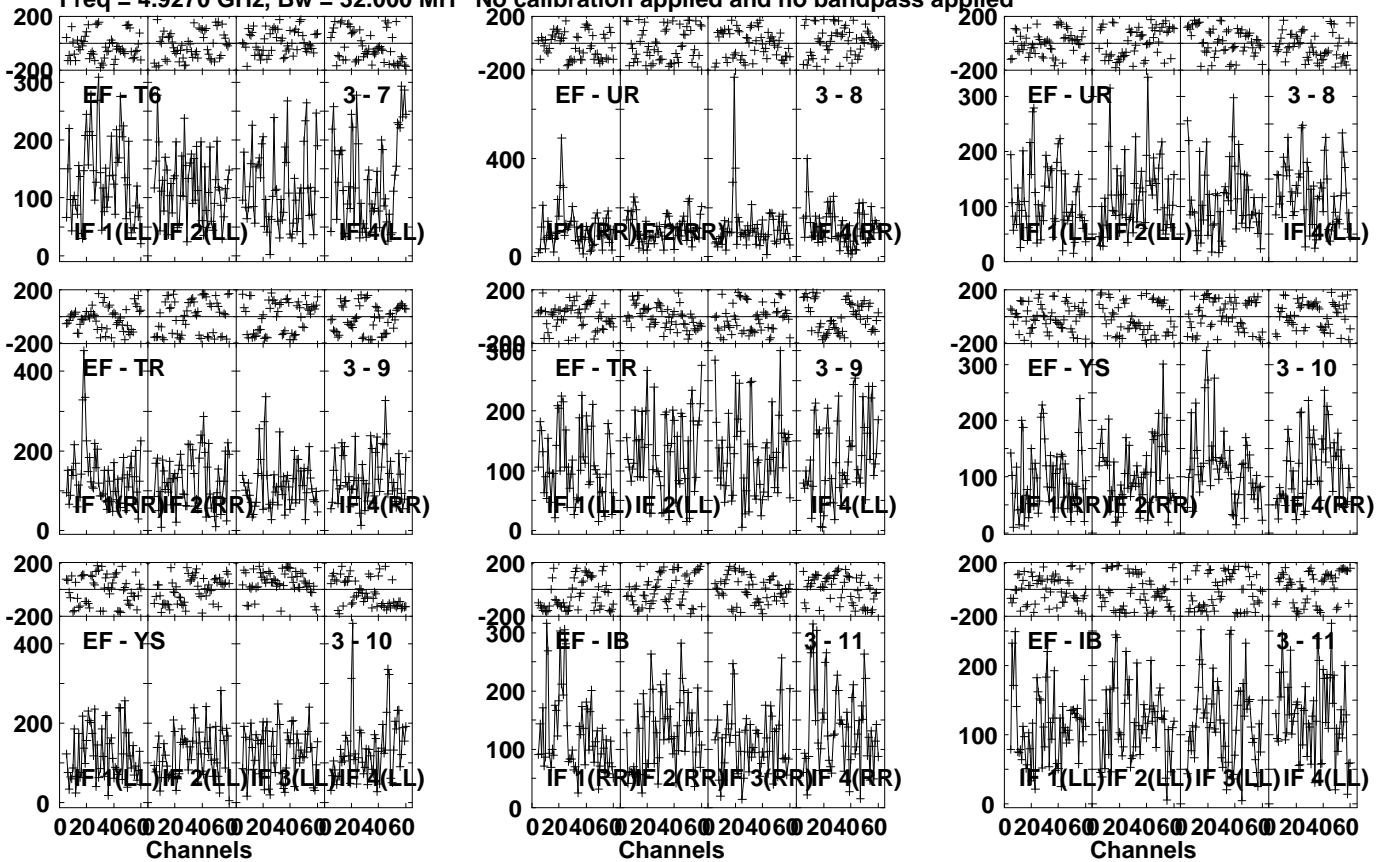 Freq = 4.9270 GHz, Bw = 32.000 MH No calibration applied and no bandpass applied
200 200 200
-200 -200 -200
300 EF - T6 3 - 7 EF - UR 3 - 8 300 EF - UR 3 - 8
200 400 200
100 100
IF 1(LL) IF 2(LL) IF 4(LL) IF 1(RR) IF 2(RR) IF 4(RR) IF 1(LL) IF 2(LL) IF 4(LL)
0 0 0
200 200 200
-200 -200 -200
300
400 EF - TR 3 - 9 EF - TR 3 - 9 300 EF - YS 3 - 10
200 200 200
100 100
IF 1(RR) IF 2(RR) IF 4(RR) IF 1(LL) IF 2(LL) IF 4(LL) IF 1(RR) IF 2(RR) IF 4(RR)
0 0 0
200 200 200
-200 -200 -200
400 EF - YS 3 - 10 300 EF - IB 3 - 11 EF - IB 3 - 11
200 200 200
100 100
IF 1(LL) IF 2(LL) IF 3(LL) IF 4(LL) IF 1(RR) IF 2(RR) IF 3(RR) IF 4(RR) IF 1(LL) IF 2(LL) IF 3(LL) IF 4(LL)
0 0 0
0 20 40 60 0 20 40 60 0 20 40 60 0 20 40 60 0 20 40 60 0 20 40 60 0 20 40 60 0 20 40 60 0 20 40 60 0 20 40 60 0 20 40 60 0 20 40 60
Channels Channels Channels